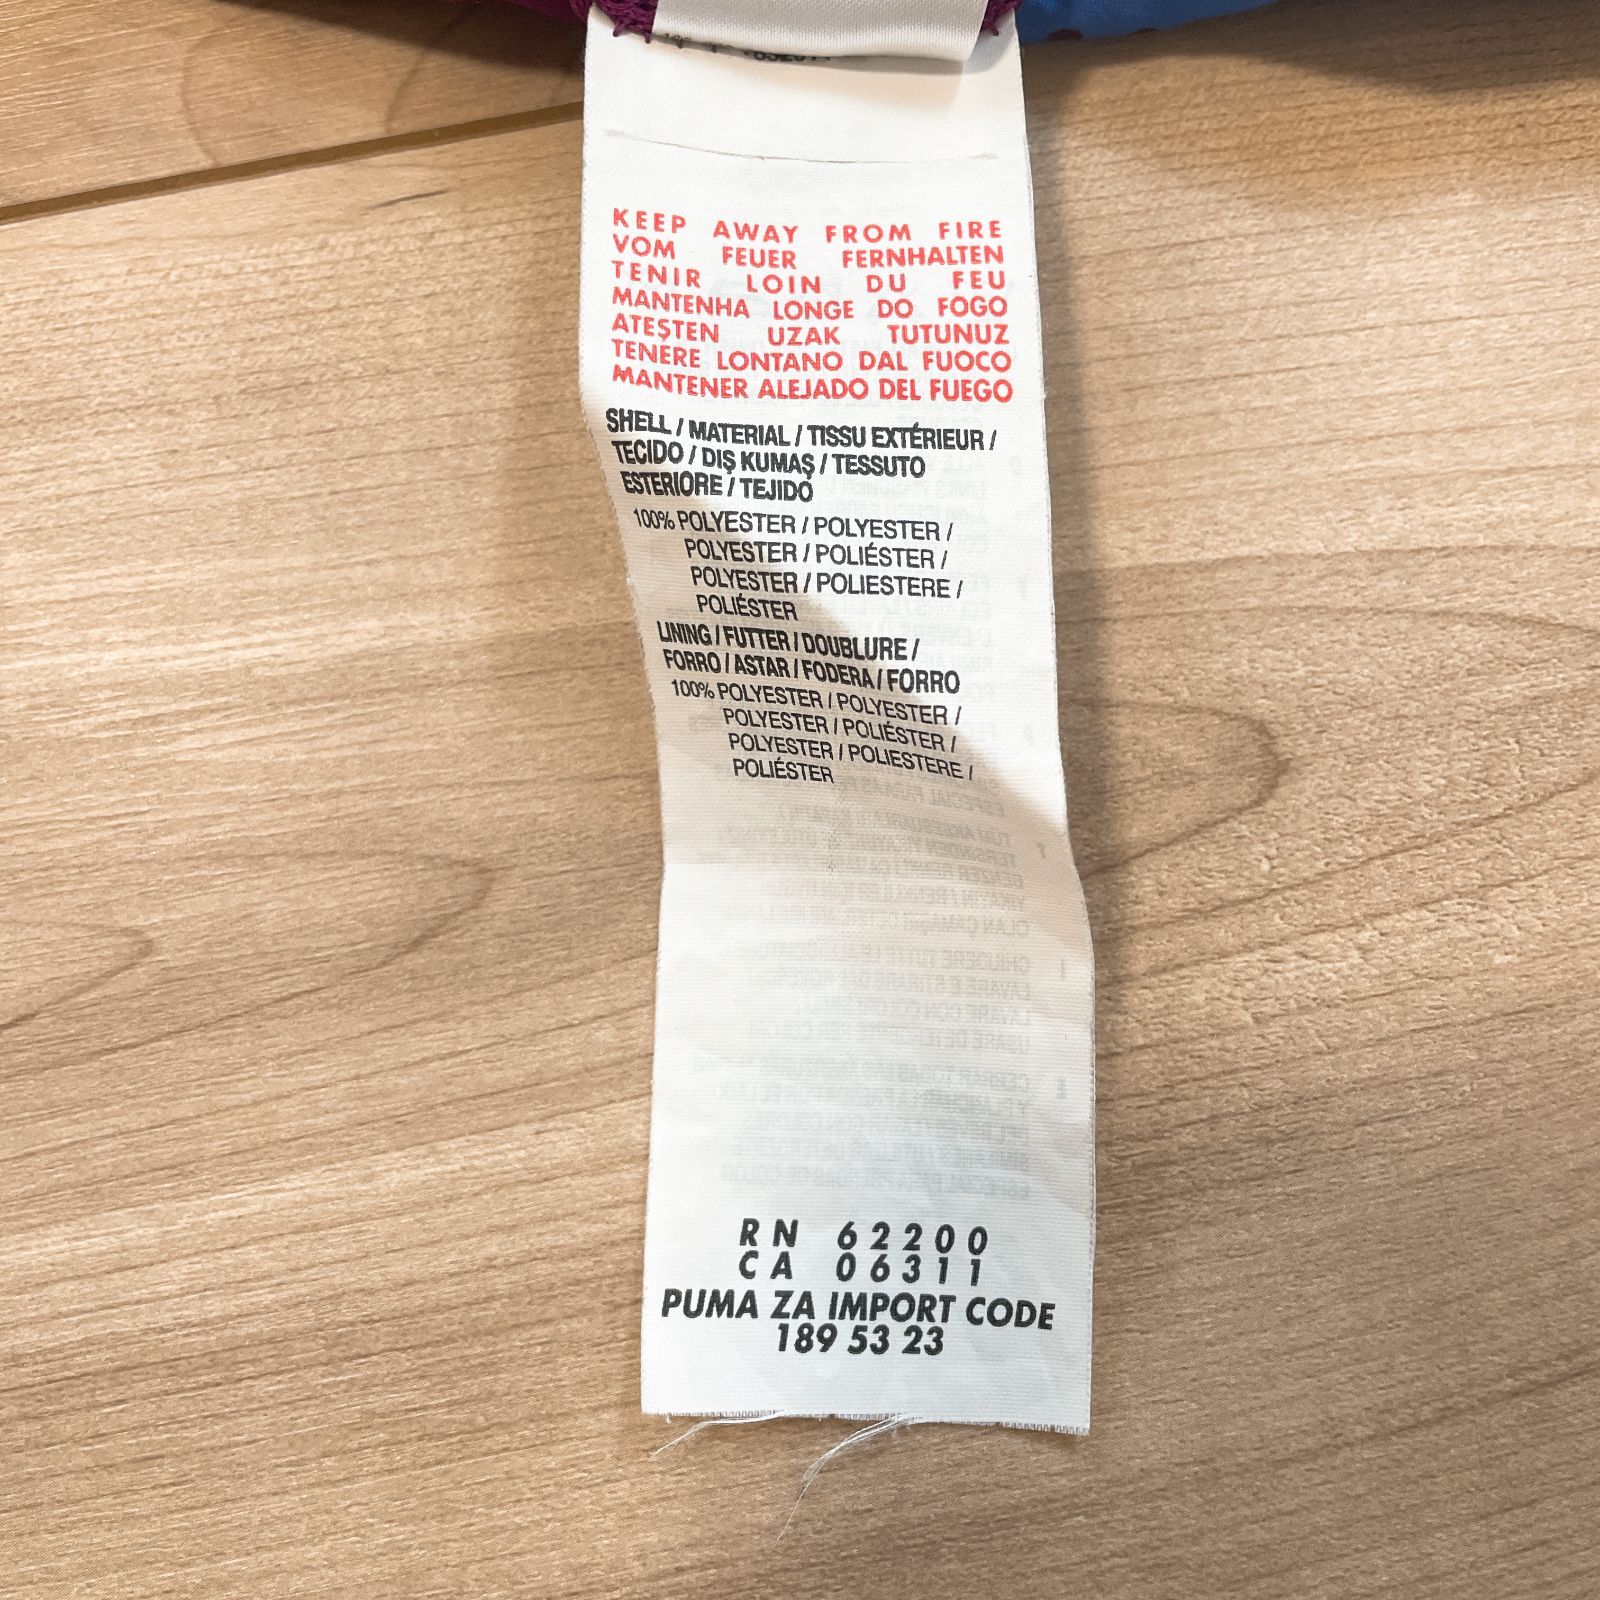 KEEP AWAY FROM FIRE
VOM FEUER FERNHALTEN
TENIR LOIN DU FEU
MANTENHA LONGE DO FOGO
ATEŞTEN UZAK TUTUNUZ
TENERE LONTANO DAL FUOCO
MANTENER ALEJADO DEL FUEGO
SHELL / MATERIAL / TISSU EXTÉRIEUR /
TECIDO / DIŞ KUMAŞ / TESSUTO
ESTERIORE / TEJIDO
100% POLYESTER / POLYESTER /
POLYESTER / POLIÉSTER /
POLYESTER / POLIESTERE /
POLIÉSTER
LINING / FUTTER / DOUBLURE /
FORRO / ASTAR / FODERA / FORRO
100% POLYESTER / POLYESTER /
POLYESTER / POLIÉSTER /
POLYESTER / POLIESTERE /
POLIÉSTER
RN 62200
CA 06311
PUMA ZA IMPORT CODE
189 53 23